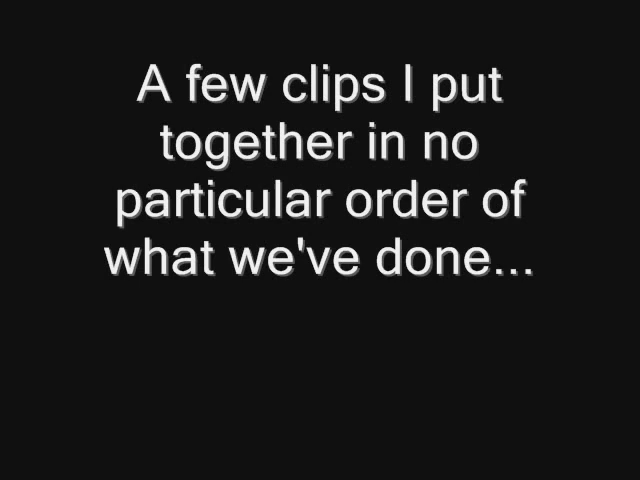 A few clips I put
together in no
particular order of
what we've done...